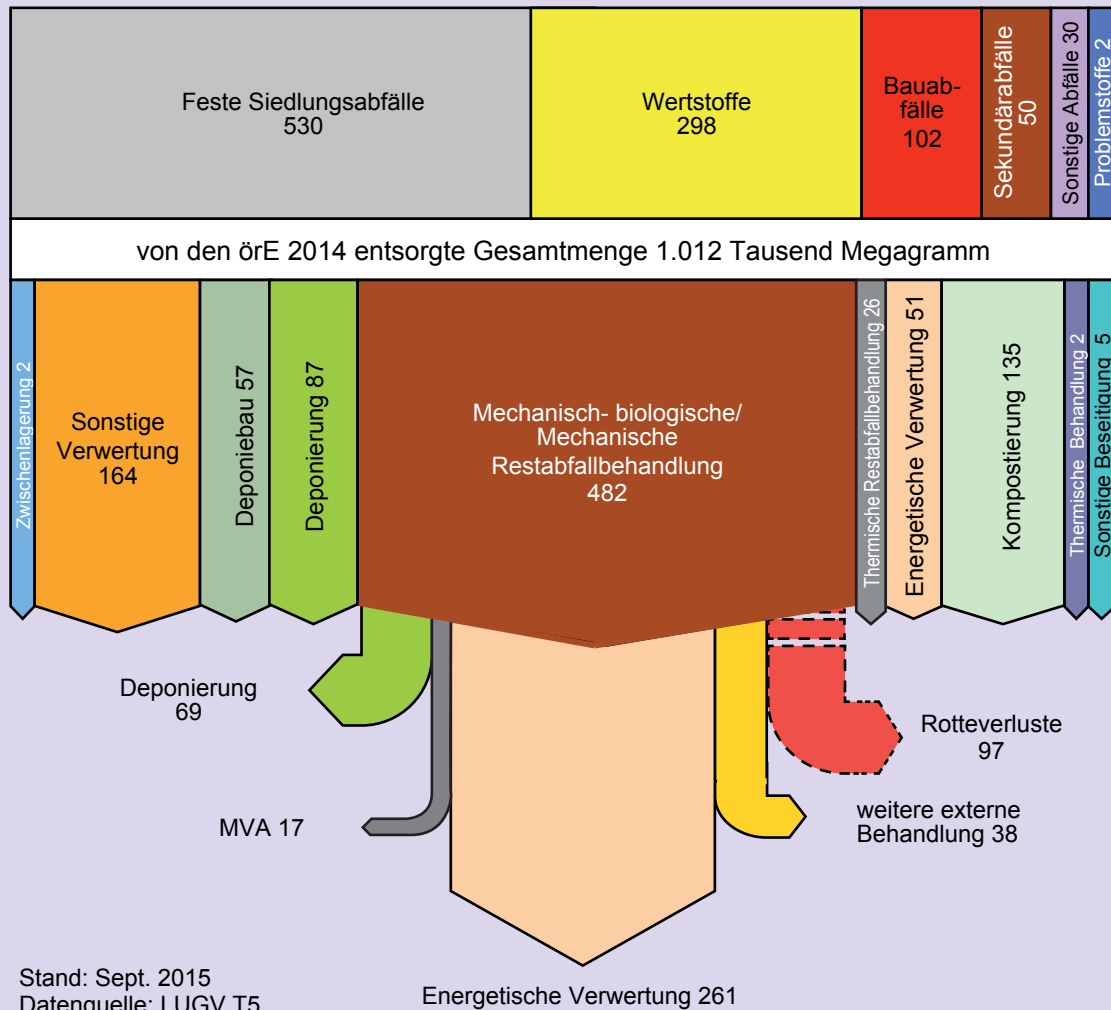 Feste Siedlungsabfälle
530
Wertstoffe
298
Bauab-
fälle
102
Sekundärabfälle
50
Sonstige Abfälle 30
Problemstoffe 2
von den örE 2014 entsorgte Gesamtmenge 1.012 Tausend Megagramm
Zwischenlagerung 2
Sonstige
Verwertung
164
Deponiebau 57
Deponierung 87
Mechanisch- biologische/
Mechanische
Restabfallbehandlung
482
Thermische Restabfallbehandlung 26
Energetische Verwertung 51
Kompostierung 135
Thermische Behandlung 2
Sonstige Beseitigung 5
Deponierung
69
MVA 17
Rotteverluste
97
weitere externe
Behandlung 38
Energetische Verwertung 261
Stand: Sept. 2015
Datenquelle: LUGV T5